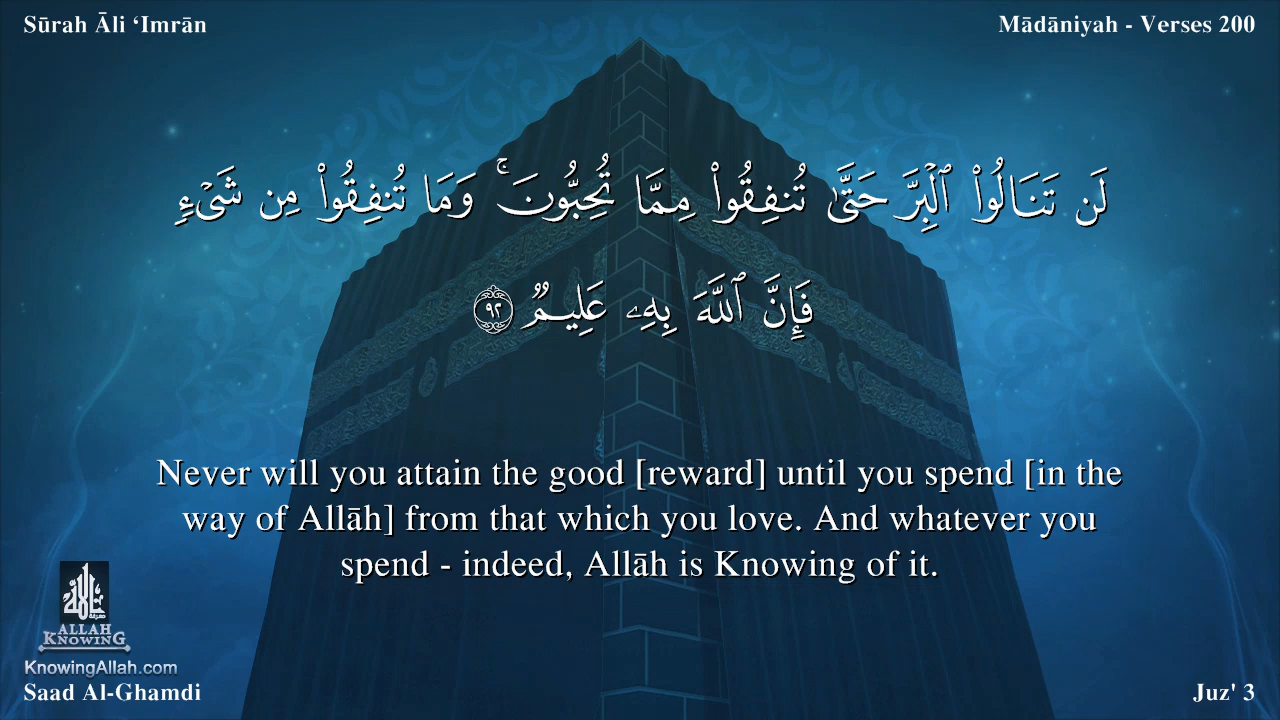 Sūrah Āli ‘Imrān
Mādāniyah - Verses 200
لَن تَنَالُوا۟ ٱلْبِرَّ حَتَّىٰ تُنفِقُوا۟ مِمَّا تُحِبُّونَ ۚ وَمَا تُنفِقُوا۟ مِن شَىْءٍ
فَإِنَّ ٱللَّهَ بِهِۦ عَلِيمٌ ٩٢
Never will you attain the good [reward] until you spend [in the
way of Allāh] from that which you love. And whatever you
spend - indeed, Allāh is Knowing of it.
ALLAH
KNOWING
KnowingAllah.com
Saad Al-Ghamdi
Juz' 3